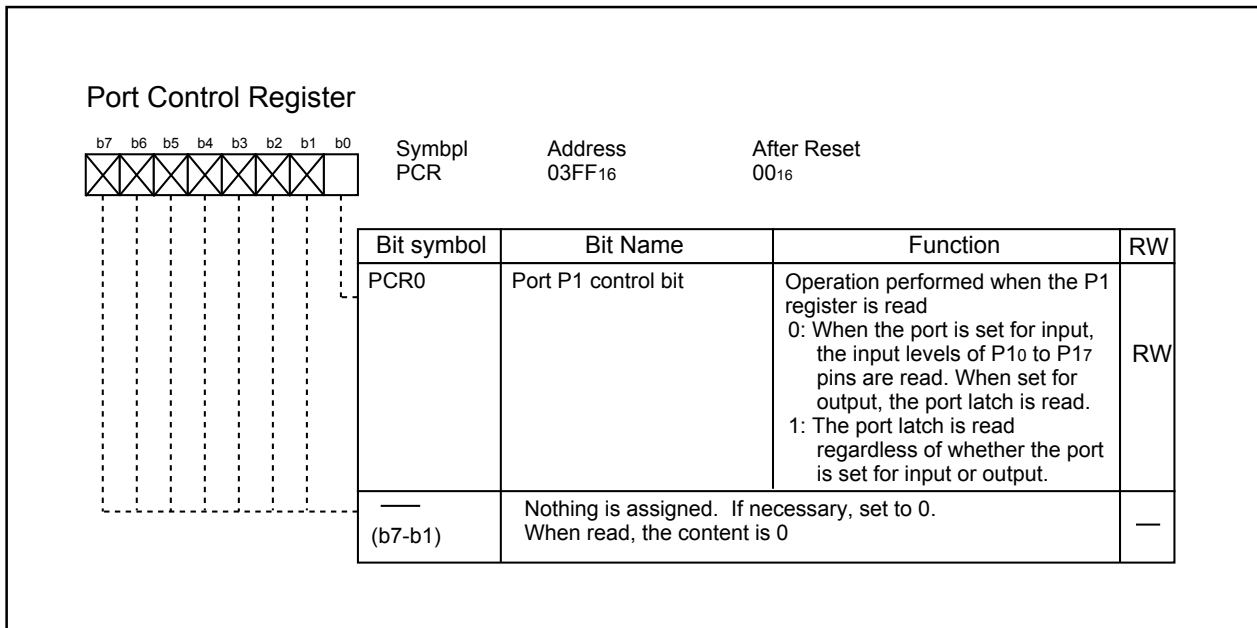 Port Control Register
b7 b6 b5 b4 b3 b2 b1 b0
Symbpl Address After Reset
PCR 03FF16 0016
Bit symbol Bit Name Function RW
PCR0 Port P1 control bit Operation performed when the P1
register is read
0: When the port is set for input,
the input levels of P10 to P17
pins are read. When set for
output, the port latch is read.
1: The port latch is read
regardless of whether the port
is set for input or output.
RW
— Nothing is assigned. If necessary, set to 0.
(b7-b1) When read, the content is 0
—